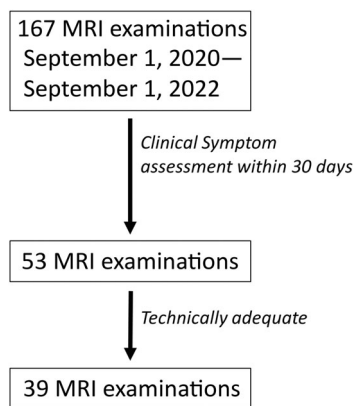 167 MRI examinations
September 1, 2020—
September 1, 2022
Clinical Symptom
assessment within 30 days
53 MRI examinations
Technically adequate
39 MRI examinations